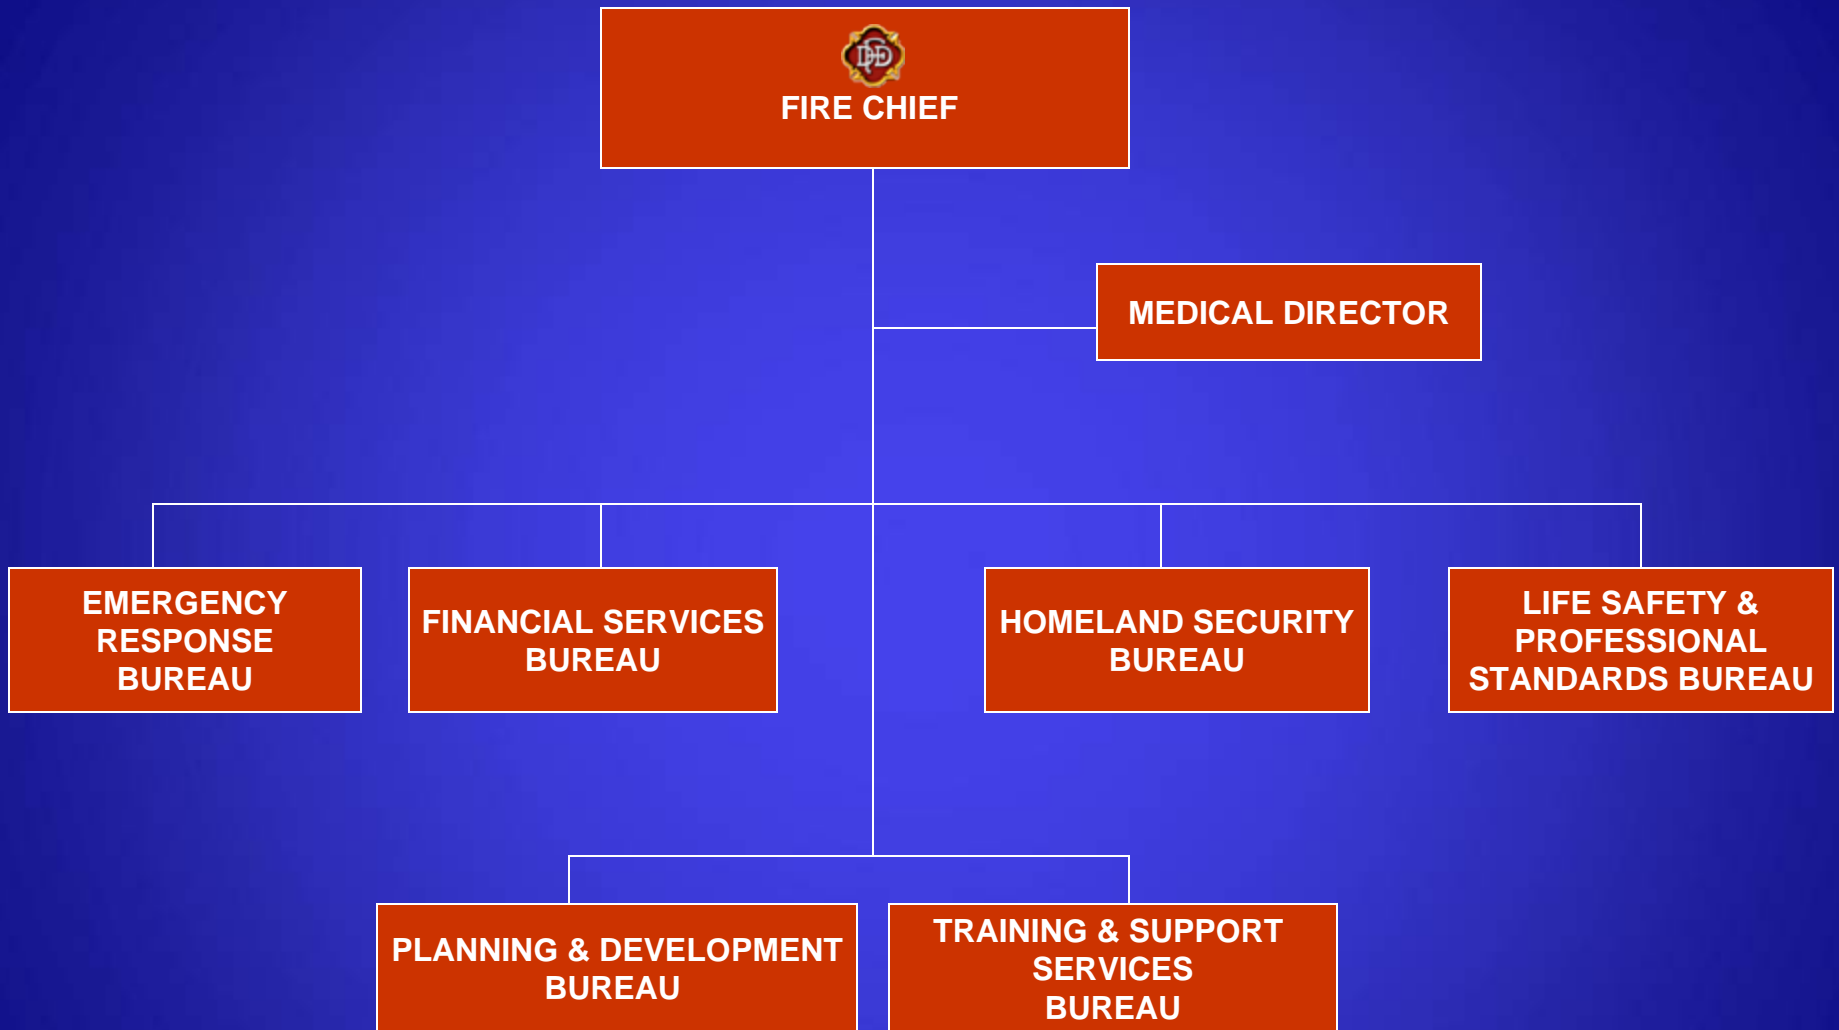 FIRE CHIEF
MEDICAL DIRECTOR
EMERGENCY
RESPONSE
BUREAU
FINANCIAL SERVICES
BUREAU
HOMELAND SECURITY
BUREAU
LIFE SAFETY &
PROFESSIONAL
STANDARDS BUREAU
PLANNING & DEVELOPMENT
BUREAU
TRAINING & SUPPORT
SERVICES
BUREAU